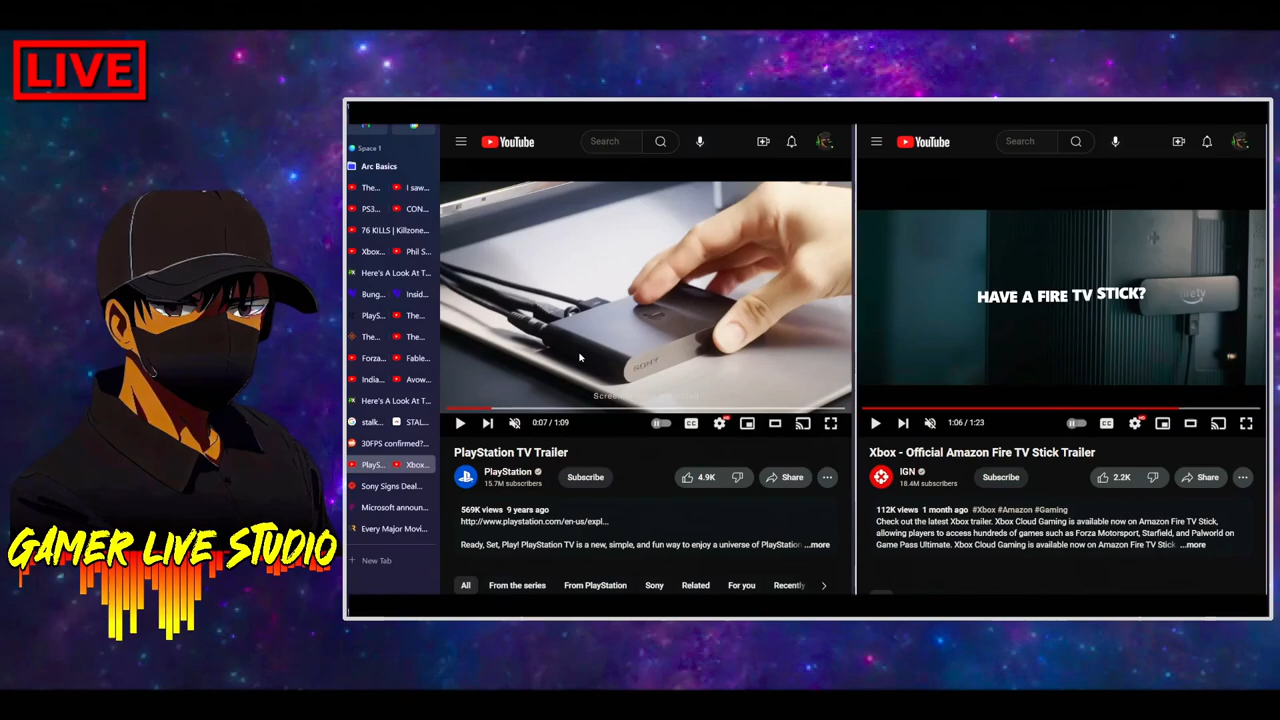 LIVE
GAMER LIVE STUDIO
Space 1
Arc Basics
The...
I saw...
PS3...
CON...
76 KILLS | Killzone...
Xbox...
Phil S...
Here's A Look At T...
Bung...
Insid...
PlayS...
The...
The...
The...
Forza...
Fable...
India...
Avow...
Here's A Look At T...
stalk...
STAL...
30FPS confirmed?...
PlayS...
Xbox...
Sony Signs Deal...
Microsoft announ...
Every Major Movi...
New Tab
YouTube
Search
SONY
0:07 / 1:09
CC
HD
PlayStation TV Trailer
PlayStation
15.7M subscribers
Subscribe
4.9K
Share
569K views 9 years ago
http://www.playstation.com/en-us/expl...
Ready, Set, Play! PlayStation TV is a new, simple, and fun way to enjoy a universe of PlayStation ...more
All
From the series
From PlayStation
Sony
Related
For you
Recently
YouTube
Search
HAVE A FIRE TV STICK?
firetv
1:06 / 1:23
CC
HD
Xbox - Official Amazon Fire TV Stick Trailer
IGN
18.4M subscribers
Subscribe
2.2K
Share
112K views 1 month ago #Xbox #Amazon #Gaming
Check out the latest Xbox trailer. Xbox Cloud Gaming is available now on Amazon Fire TV Stick,
allowing players to access hundreds of games such as Forza Motorsport, Starfield, and Palworld on
Game Pass Ultimate. Xbox Cloud Gaming is available now on Amazon Fire TV Stick ...more